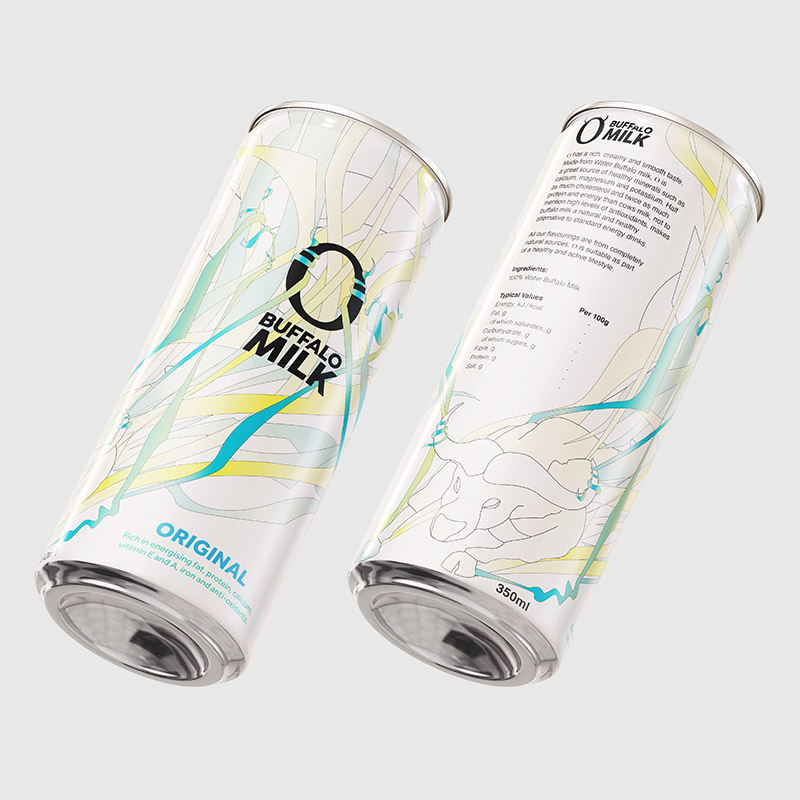 BUFFALO
MILK
ORIGINAL
Rich in energising fat, protein, calcium,
vitamin E and A, iron and anti-oxidants.
BUFFALO
MILK
O has a rich, creamy and smooth taste.
Made from Water Buffalo milk, O is
a great source of healthy minerals such as
calcium, magnesium and potassium. Half
as much cholesterol and twice as much
protein and energy than cows milk, not to
mention high levels of antioxidants, makes
buffalo milk a natural and healthy
alternative to standard energy drinks.
All our flavourings are from completely
natural sources. O is suitable as part
of a healthy and active lifestyle.
Ingredients:
100% Water Buffalo Milk
Typical Values Per 100g
Energy, kJ / kcal
Fat, g
of which saturates, g
Carbohydrate, g
of which sugars, g
Fibre, g
Protein, g
Salt, g
350ml